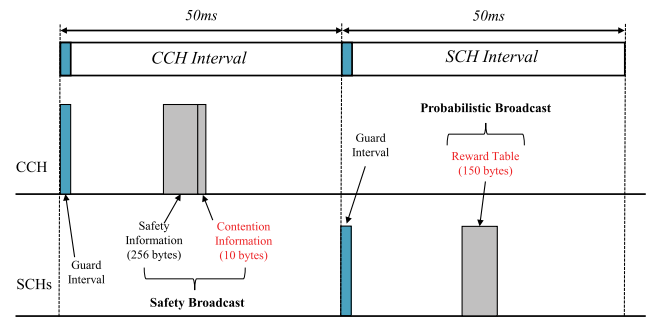 50ms
50ms
CCH Interval
SCH Interval
Probabilistic Broadcast
Guard
Interval
Reward Table
(150 bytes)
CCH
Safety
Information
(256 bytes)
Contention
Information
(10 bytes)
Guard
Interval
SCHs
Safety Broadcast